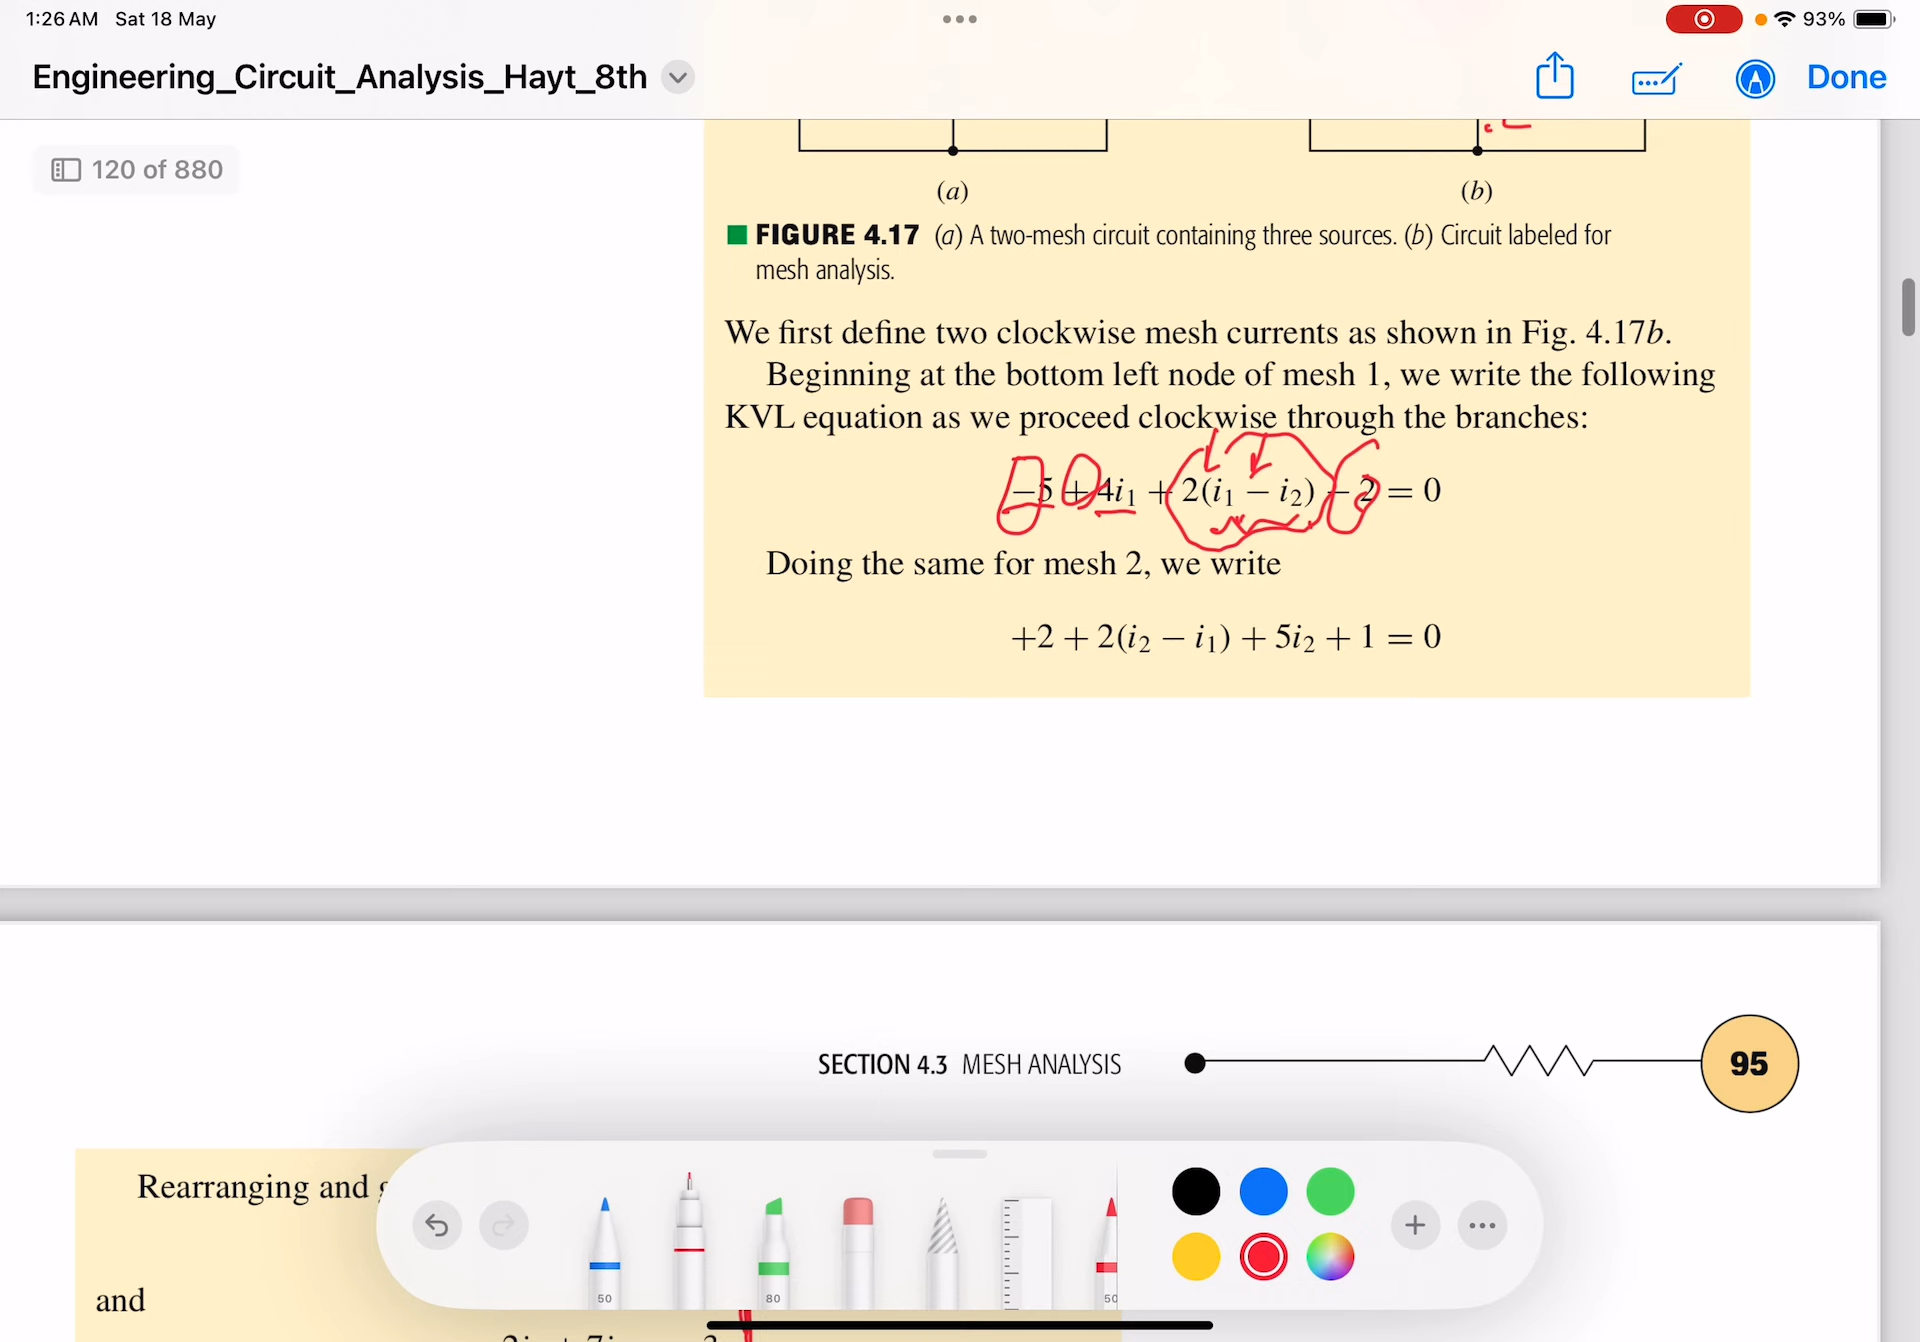 1:26 AM Sat 18 May
93%
Engineering_Circuit_Analysis_Hayt_8th
Done
120 of 880
(a)
(b)
FIGURE 4.17 (a) A two-mesh circuit containing three sources. (b) Circuit labeled for
mesh analysis.
We first define two clockwise mesh currents as shown in Fig. 4.17b.
Beginning at the bottom left node of mesh 1, we write the following
KVL equation as we proceed clockwise through the branches:
−5 + 4i₁ + 2(i₁ − i₂) − 2 = 0
Doing the same for mesh 2, we write
+2 + 2(i₂ − i₁) + 5i₂ + 1 = 0
SECTION 4.3 MESH ANALYSIS
95
Rearranging and
and
50
80
50